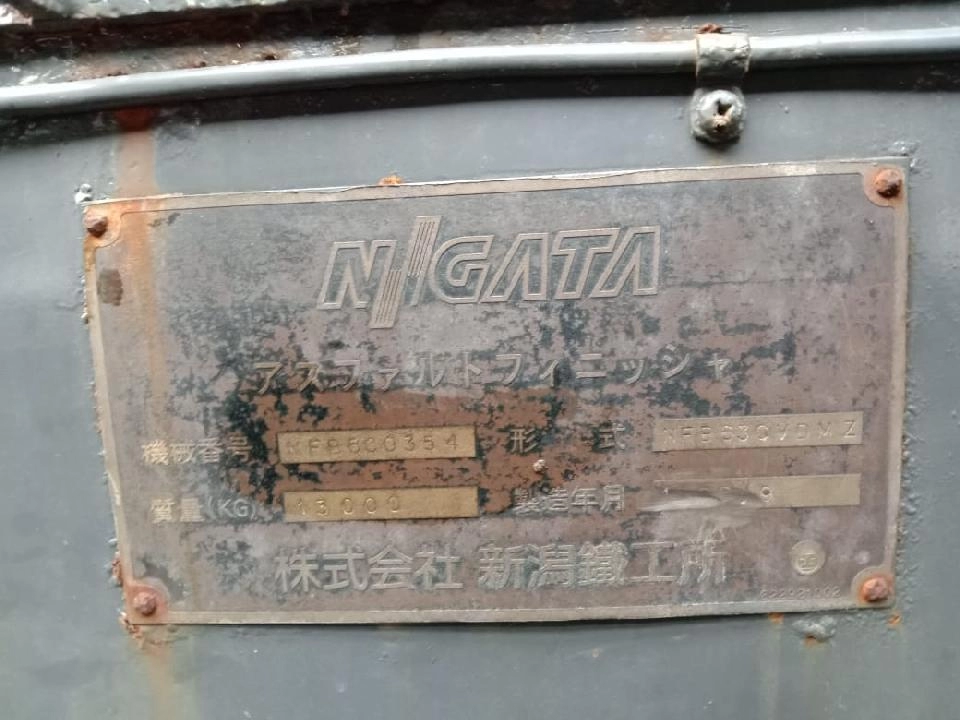 NIIGATA
アスファルトフィニッシャ
機械番号 NFB6C0354 形式 NFB63CVDMZ
質量(KG) 13000 製造年月
株式会社 新潟鐵工所